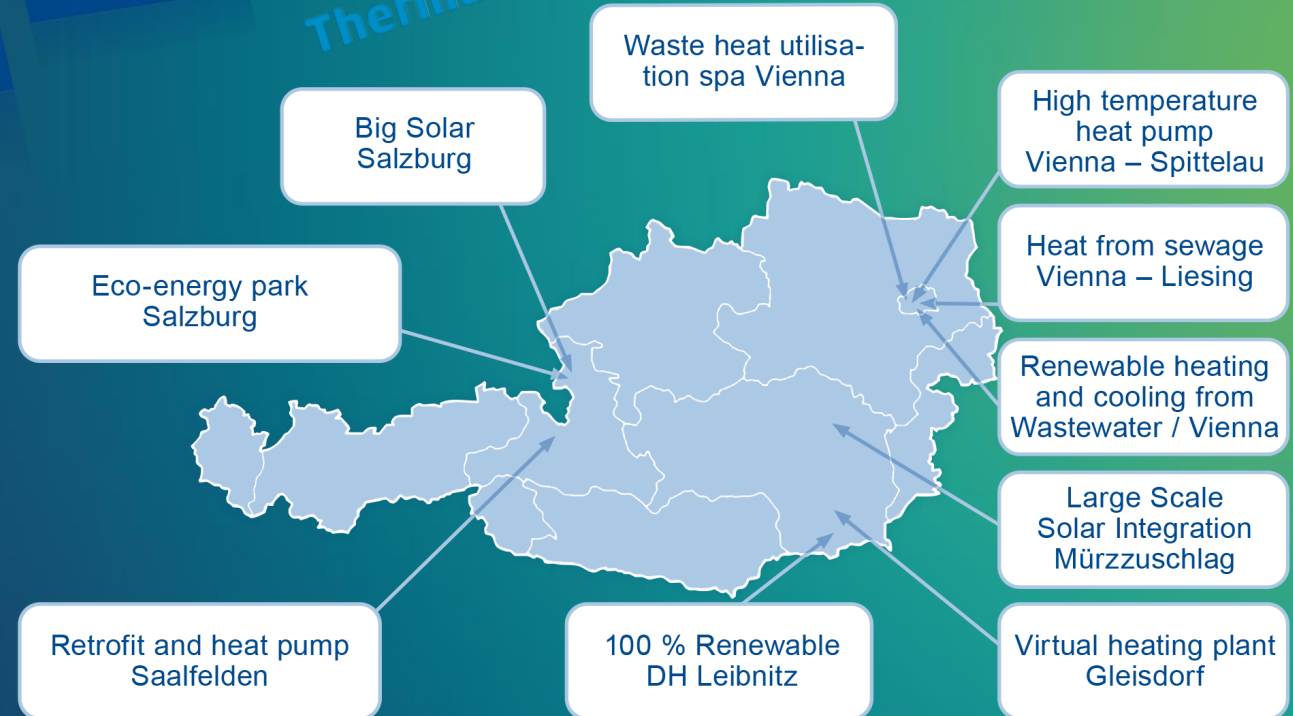 Waste heat utilisa-
tion spa Vienna
Big Solar
Salzburg
High temperature
heat pump
Vienna – Spittelau
Eco-energy park
Salzburg
Heat from sewage
Vienna – Liesing
Renewable heating
and cooling from
Wastewater / Vienna
Large Scale
Solar Integration
Mürzzuschlag
Retrofit and heat pump
Saalfelden
100 % Renewable
DH Leibnitz
Virtual heating plant
Gleisdorf